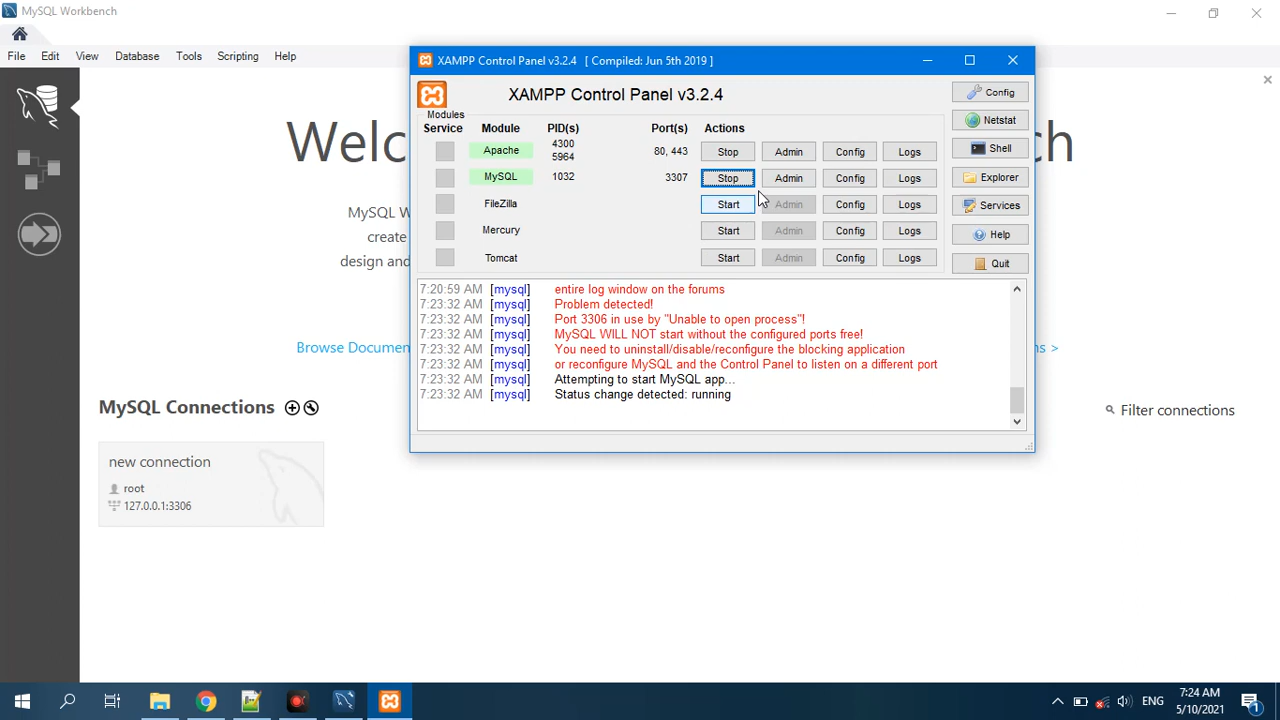 MySQL Workbench
File Edit View Database Tools Scripting Help
Welc
ch
MySQL W
create
design and
Browse Documen
>
MySQL Connections
Filter connections
new connection
root
127.0.0.1:3306
XAMPP Control Panel v3.2.4 [ Compiled: Jun 5th 2019 ]
XAMPP Control Panel v3.2.4
Modules
Service Module PID(s) Port(s) Actions
Apache 4300 5964 80, 443 Stop Admin Config Logs
MySQL 1032 3307 Stop Admin Config Logs
FileZilla Start Admin Config Logs
Mercury Start Admin Config Logs
Tomcat Start Admin Config Logs
Config
Netstat
Shell
Explorer
Services
Help
Quit
7:20:59 AM [mysql] entire log window on the forums
7:23:32 AM [mysql] Problem detected!
7:23:32 AM [mysql] Port 3306 in use by "Unable to open process"!
7:23:32 AM [mysql] MySQL WILL NOT start without the configured ports free!
7:23:32 AM [mysql] You need to uninstall/disable/reconfigure the blocking application
7:23:32 AM [mysql] or reconfigure MySQL and the Control Panel to listen on a different port
7:23:32 AM [mysql] Attempting to start MySQL app...
7:23:32 AM [mysql] Status change detected: running
ENG
7:24 AM
5/10/2021
1